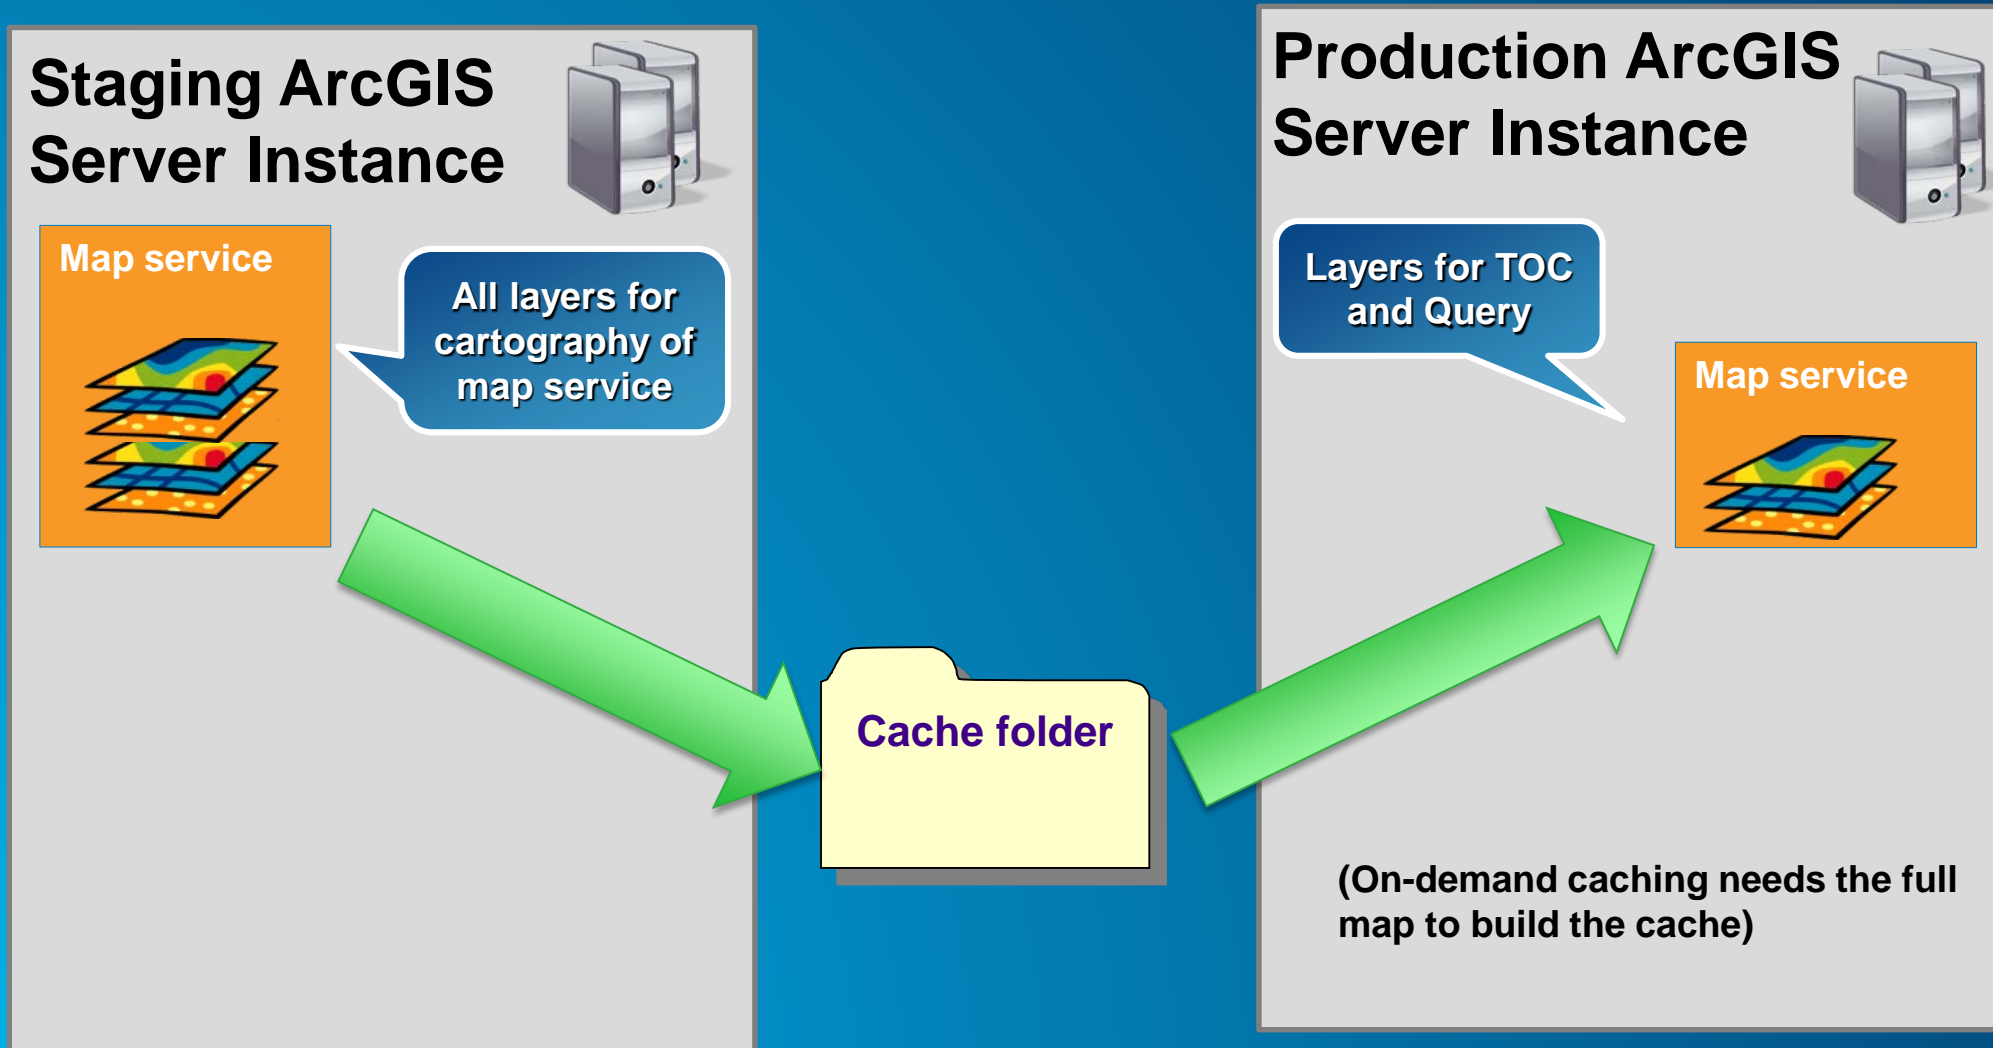 Staging ArcGIS
Server Instance
Map service
All layers for
cartography of
map service
Cache folder
Production ArcGIS
Server Instance
Layers for TOC
and Query
Map service
(On-demand caching needs the full
map to build the cache)